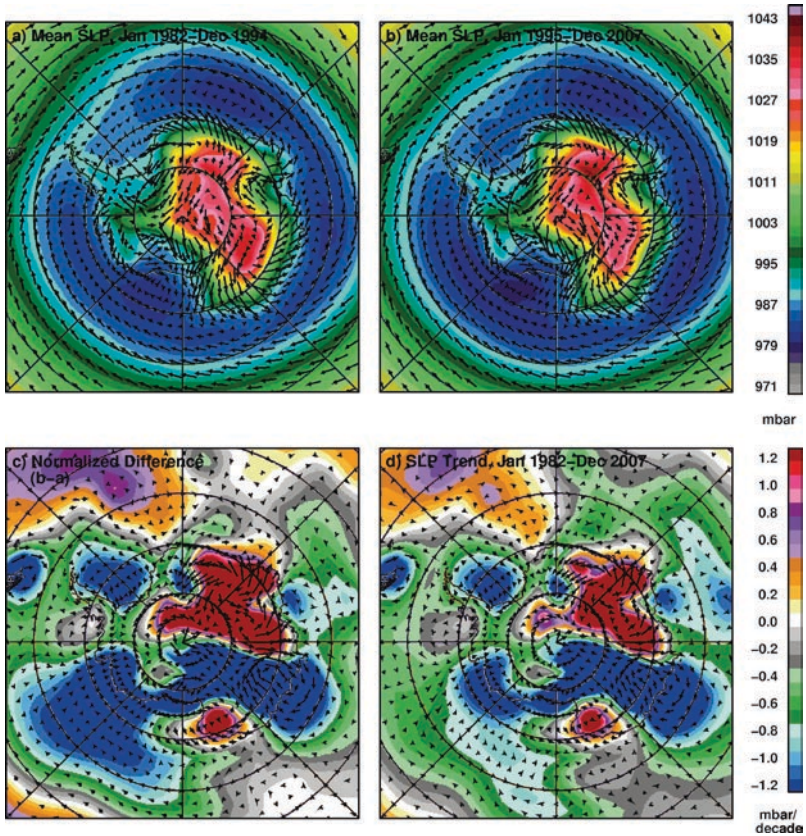 a) Mean SLP, Jan 1982–Dec 1994
b) Mean SLP, Jan 1995–Dec 2007
1043
1035
1027
1019
1011
1003
995
987
979
971
mbar
c) Normalized Difference
(b–a)
d) SLP Trend, Jan 1982–Dec 2007
1.2
1.0
0.8
0.6
0.4
0.2
0.0
−0.2
−0.4
−0.6
−0.8
−1.0
−1.2
mbar/
decade